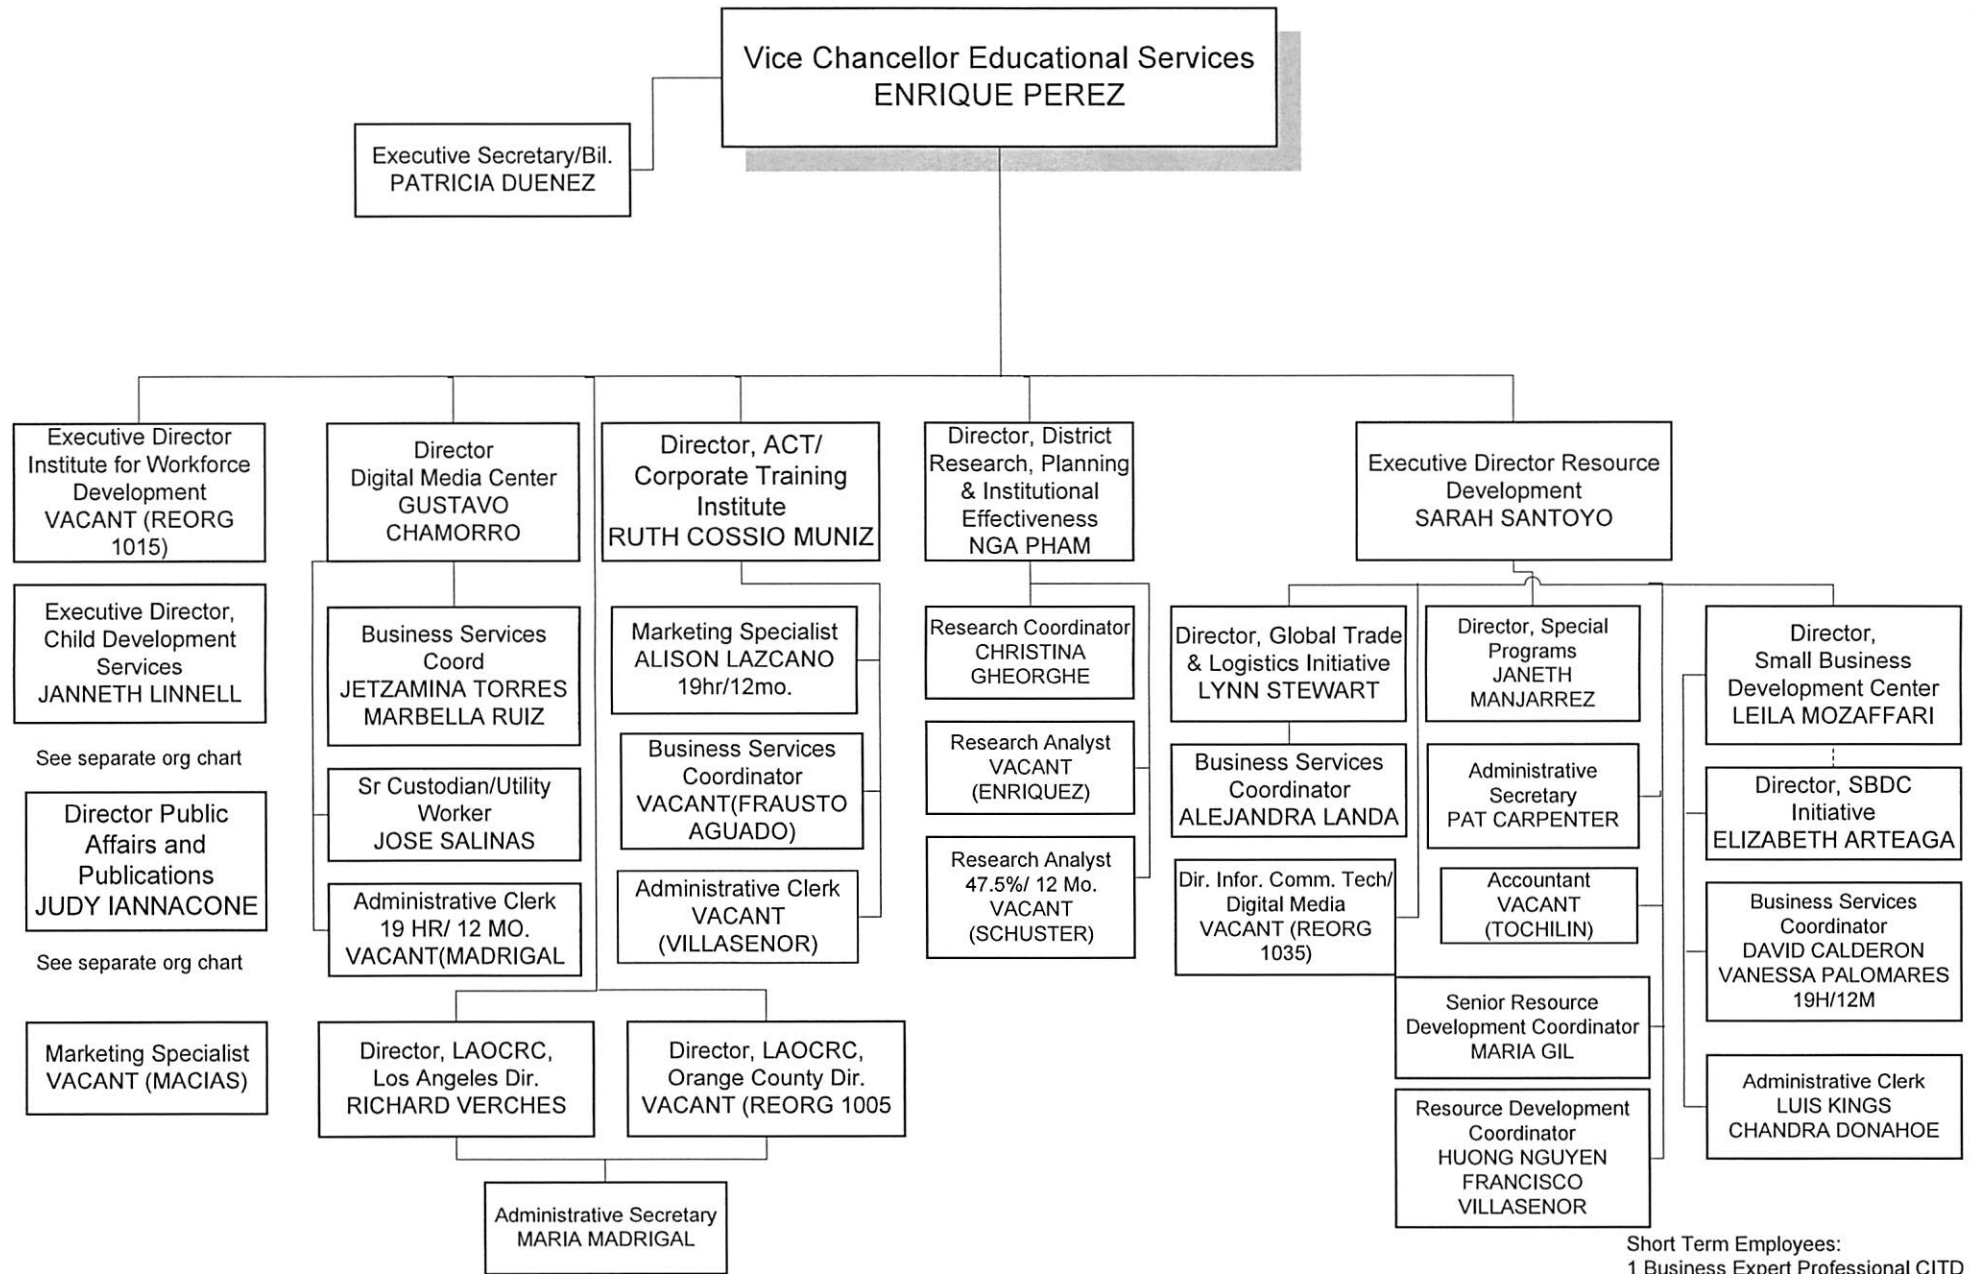 Vice Chancellor Educational Services
ENRIQUE PEREZ
Executive Secretary/Bil.
PATRICIA DUENEZ
Executive Director
Institute for Workforce
Development
VACANT (REORG
1015)
Executive Director,
Child Development
Services
JANNETH LINNELL
See separate org chart
Director Public
Affairs and
Publications
JUDY IANNACONE
See separate org chart
Marketing Specialist
VACANT (MACIAS)
Director
Digital Media Center
GUSTAVO
CHAMORRO
Business Services
Coord
JETZAMINA TORRES
MARBELLA RUIZ
Sr Custodian/Utility
Worker
JOSE SALINAS
Administrative Clerk
19 HR/ 12 MO.
VACANT(MADRIGAL
Director, LAOCRC,
Los Angeles Dir.
RICHARD VERCHES
Director, LAOCRC,
Orange County Dir.
VACANT (REORG 1005
Administrative Secretary
MARIA MADRIGAL
Director, ACT/
Corporate Training
Institute
RUTH COSSIO MUNIZ
Marketing Specialist
ALISON LAZCANO
19hr/12mo.
Business Services
Coordinator
VACANT(FRAUSTO
AGUADO)
Administrative Clerk
VACANT
(VILLASENOR)
Director, District
Research, Planning
& Institutional
Effectiveness
NGA PHAM
Research Coordinator
CHRISTINA
GHEORGHE
Research Analyst
VACANT
(ENRIQUEZ)
Research Analyst
47.5%/ 12 Mo.
VACANT
(SCHUSTER)
Executive Director Resource
Development
SARAH SANTOYO
Director, Global Trade
& Logistics Initiative
LYNN STEWART
Business Services
Coordinator
ALEJANDRA LANDA
Dir. Infor. Comm. Tech/
Digital Media
VACANT (REORG
1035)
Director, Special
Programs
JANETH
MANJARREZ
Administrative
Secretary
PAT CARPENTER
Accountant
VACANT
(TOCHILIN)
Senior Resource
Development Coordinator
MARIA GIL
Resource Development
Coordinator
HUONG NGUYEN
FRANCISCO
VILLASENOR
Director,
Small Business
Development Center
LEILA MOZAFFARI
Director, SBDC
Initiative
ELIZABETH ARTEAGA
Business Services
Coordinator
DAVID CALDERON
VANESSA PALOMARES
19H/12M
Administrative Clerk
LUIS KINGS
CHANDRA DONAHOE
Short Term Employees:
1 Business Expert Professional CITD